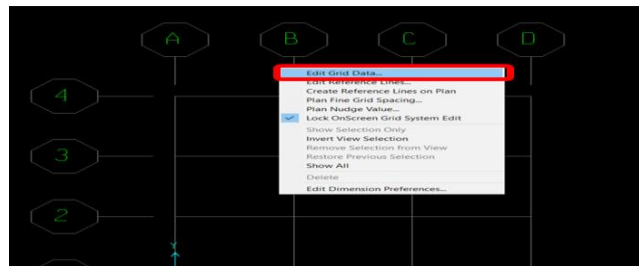 A B C D
Edit Grid Data...
Edit Reference Lines...
4
Create Reference Lines on Plan
Plan Fine Grid Spacing...
Plan Nudge Value...
Lock OnScreen Grid System Edit
Show Selection Only
Invert View Selection
3
Remove Selection from View
Restore Previous Selection
Show All
Delete
Edit Dimension Preferences...
2
Y